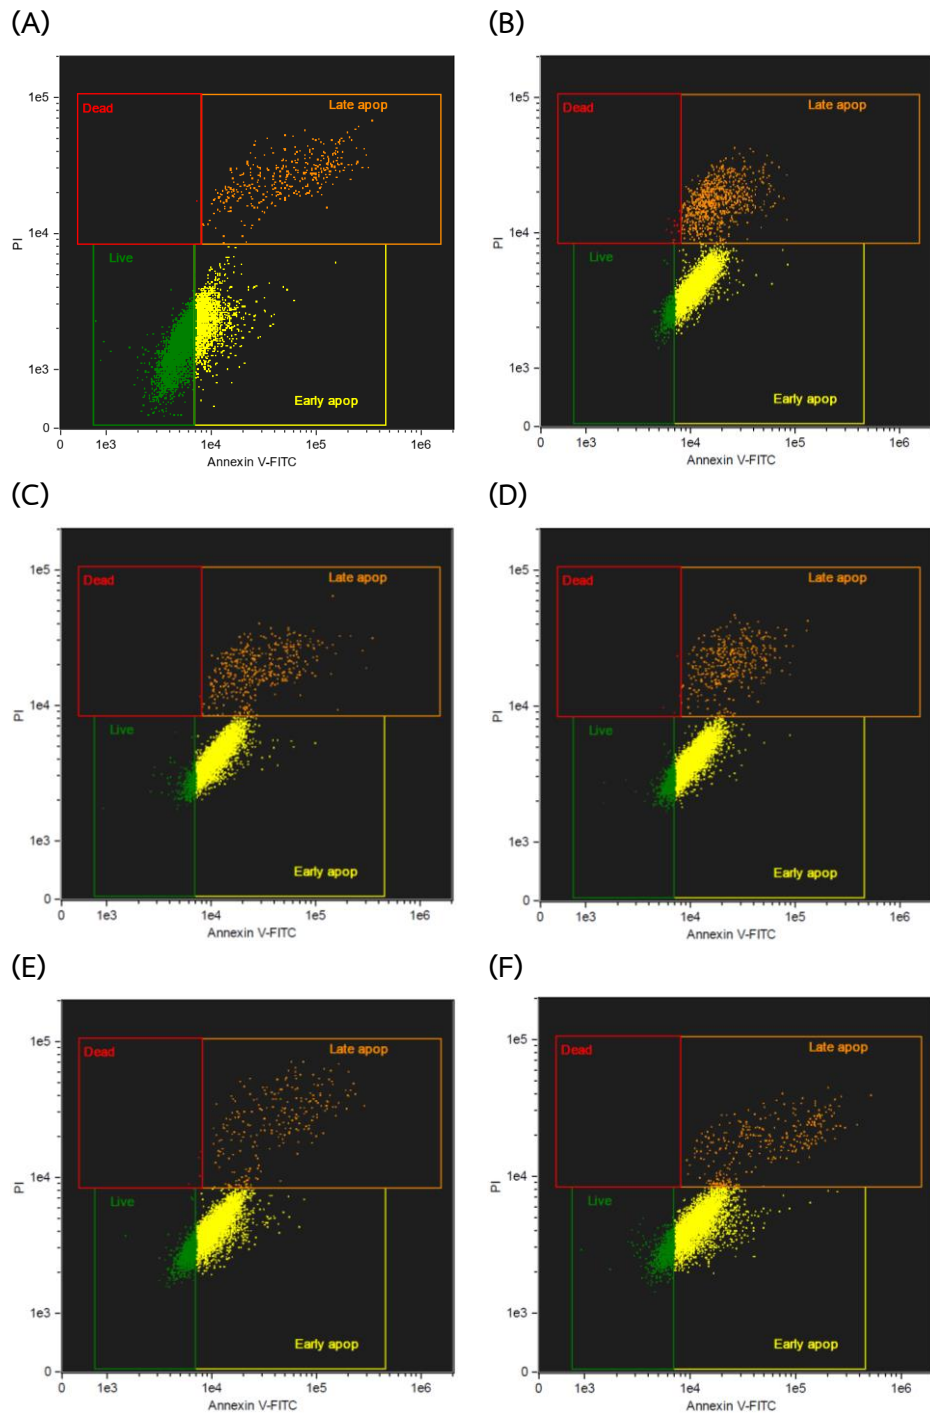 (A)
(B)
1e5
Dead
Late apop
PI
1e4
Live
1e3
Early apop
0
0 1e3 1e4 1e5 1e6
Annexin V-FITC
1e5
Dead
Late apop
PI
1e4
Live
1e3
Early apop
0
0 1e3 1e4 1e5 1e6
Annexin V-FITC
(C)
(D)
1e5
Dead
Late apop
PI
1e4
Live
1e3
Early apop
0
0 1e3 1e4 1e5 1e6
Annexin V-FITC
1e5
Dead
Late apop
PI
1e4
Live
1e3
Early apop
0
0 1e3 1e4 1e5 1e6
Annexin V-FITC
(E)
(F)
1e5
Dead
Late apop
PI
1e4
Live
1e3
Early apop
0
0 1e3 1e4 1e5 1e6
Annexin V-FITC
1e5
Dead
Late apop
PI
1e4
Live
1e3
Early apop
0
0 1e3 1e4 1e5 1e6
Annexin V-FITC